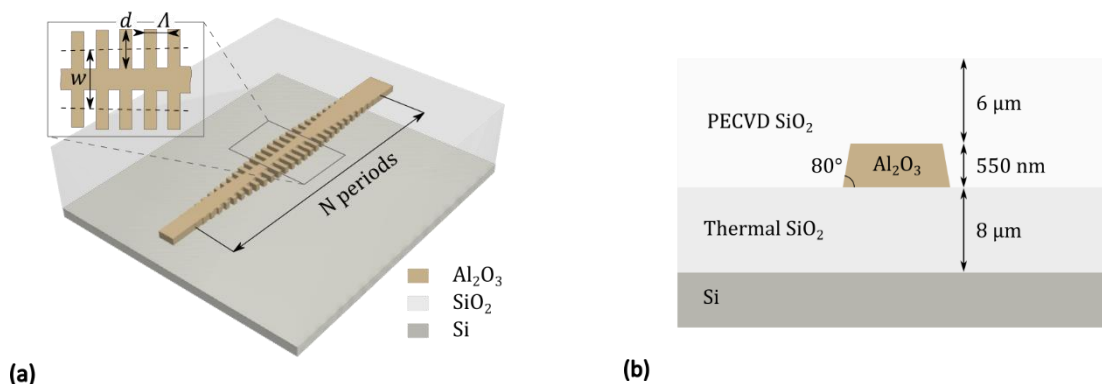 d
Λ
w
N periods
Al₂O₃
SiO₂
Si
(a)
6 μm
PECVD SiO₂
80°
Al₂O₃
550 nm
Thermal SiO₂
8 μm
Si
(b)